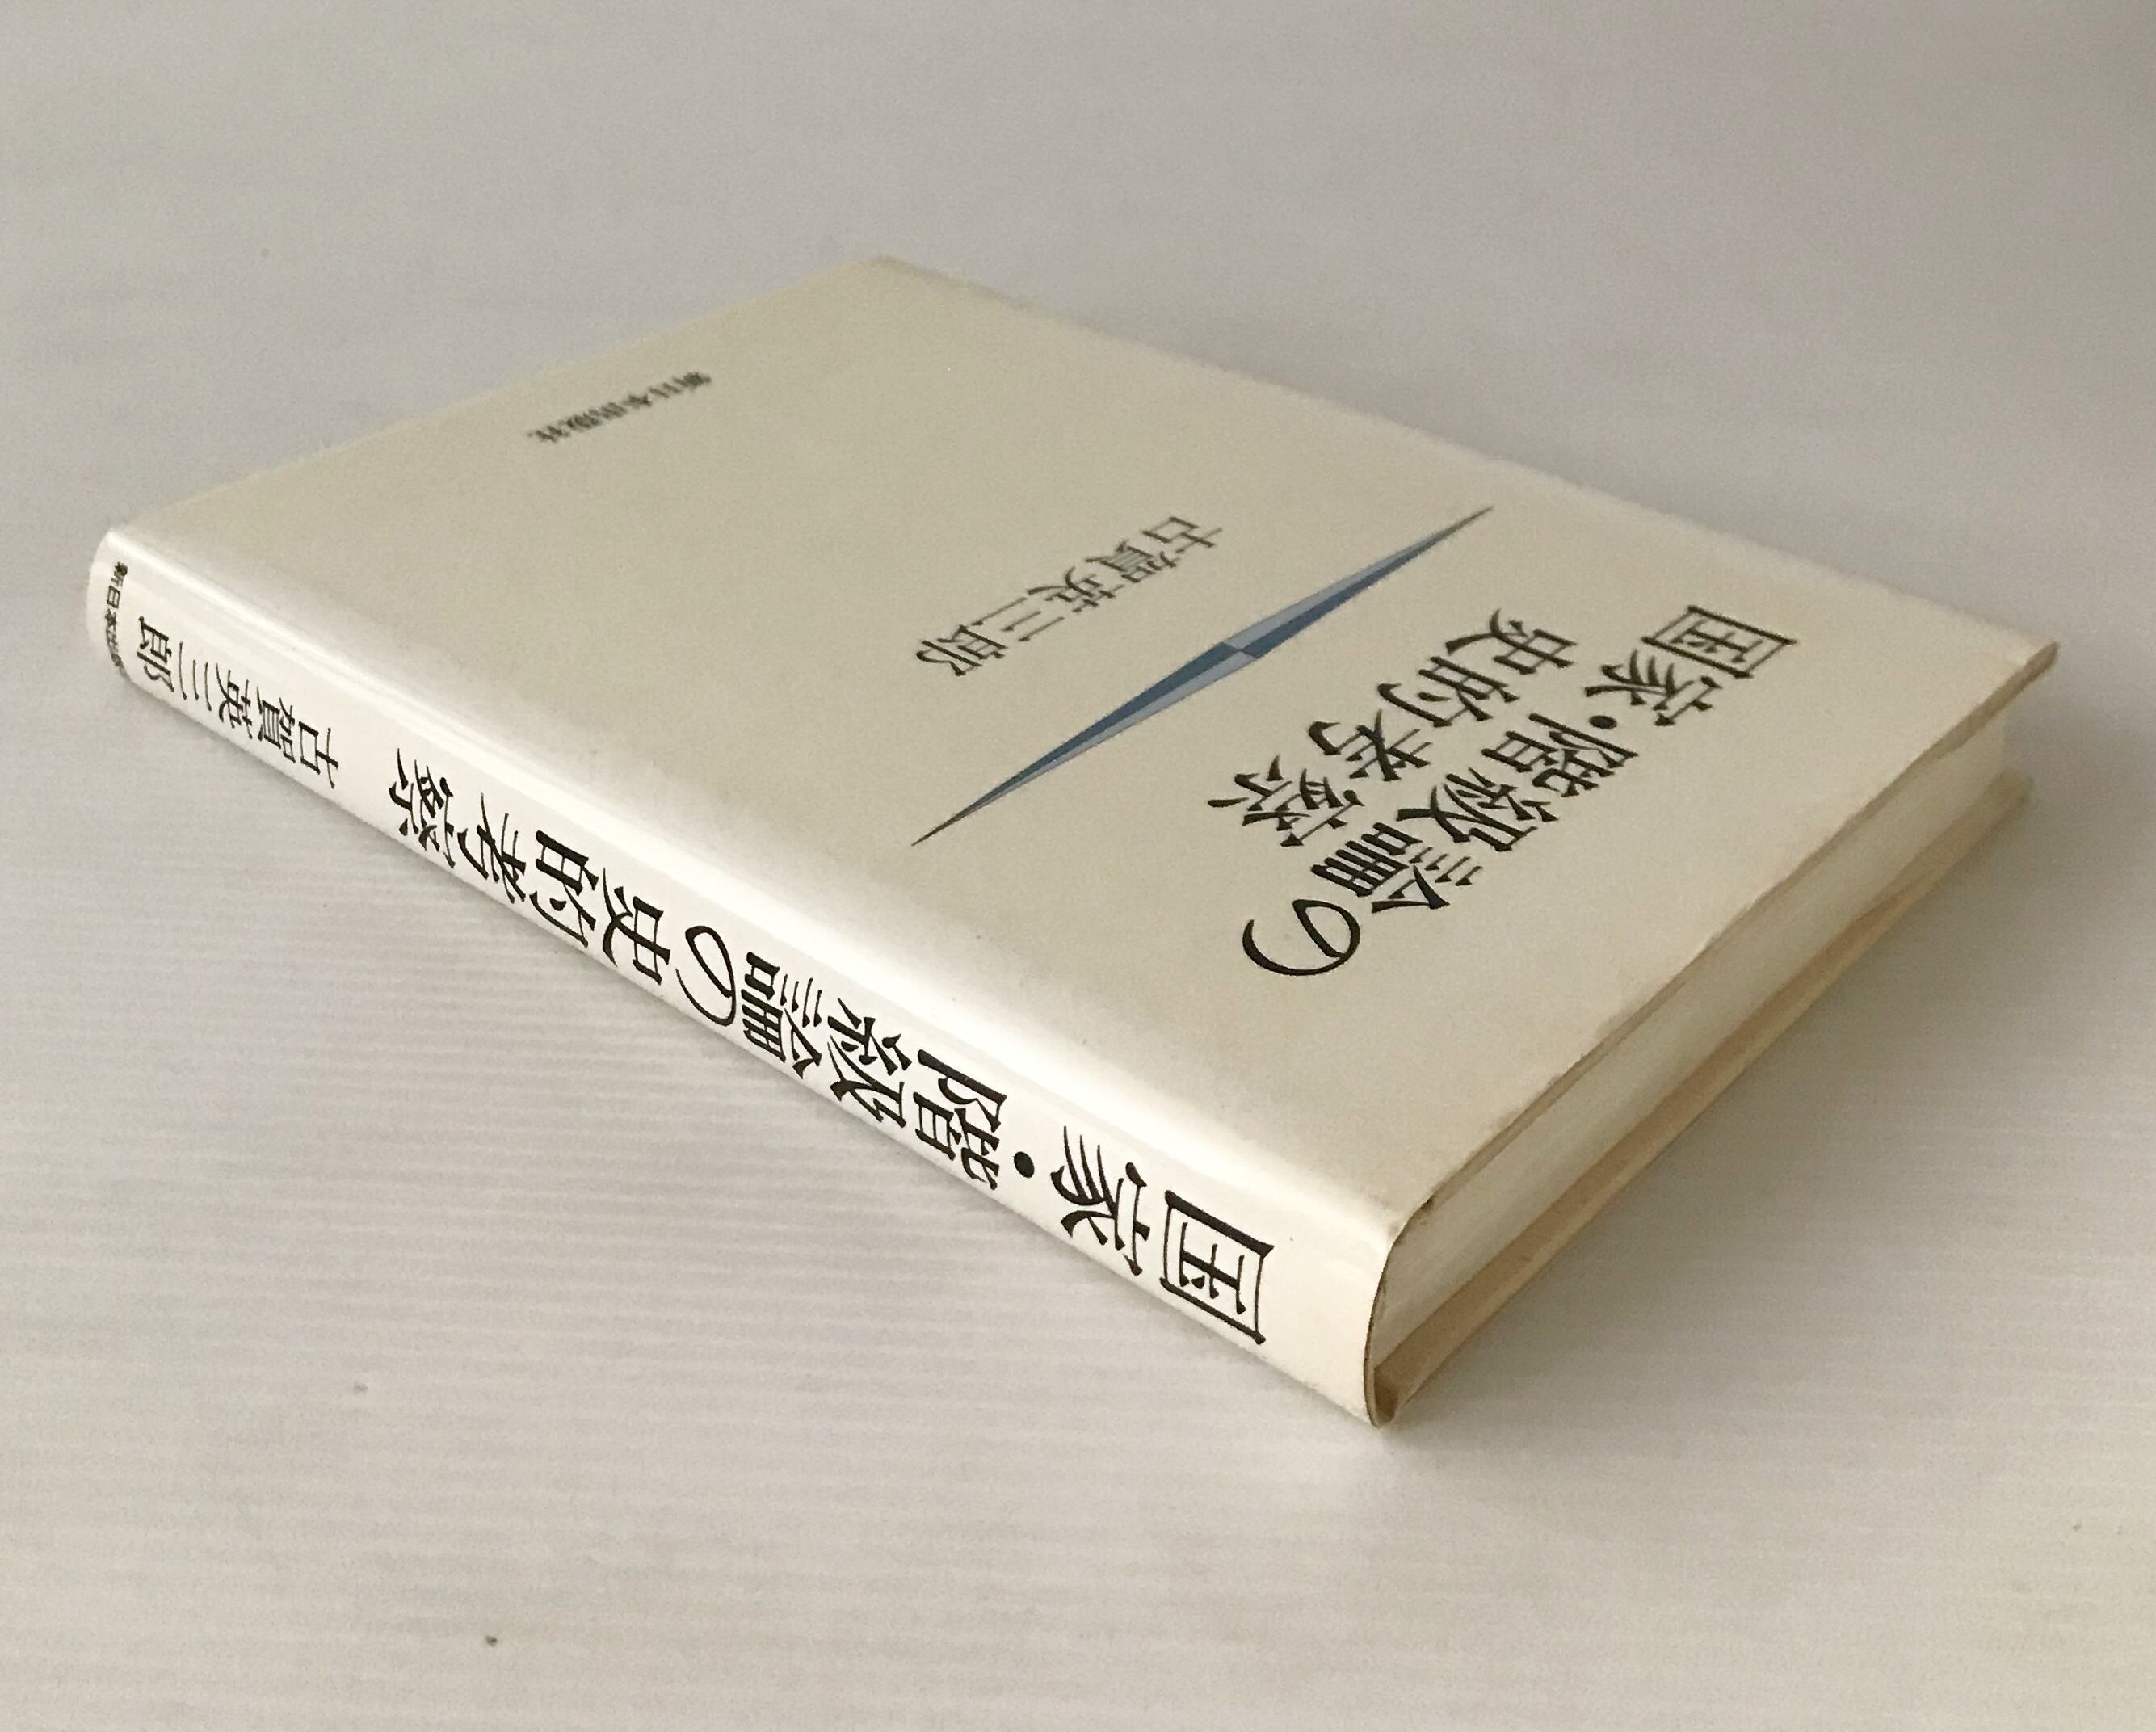 国家・階級論の
史的考察
古賀英三郎
新日本出版社
国家・階級論の史的考察
古賀英三郎
新日本出版社